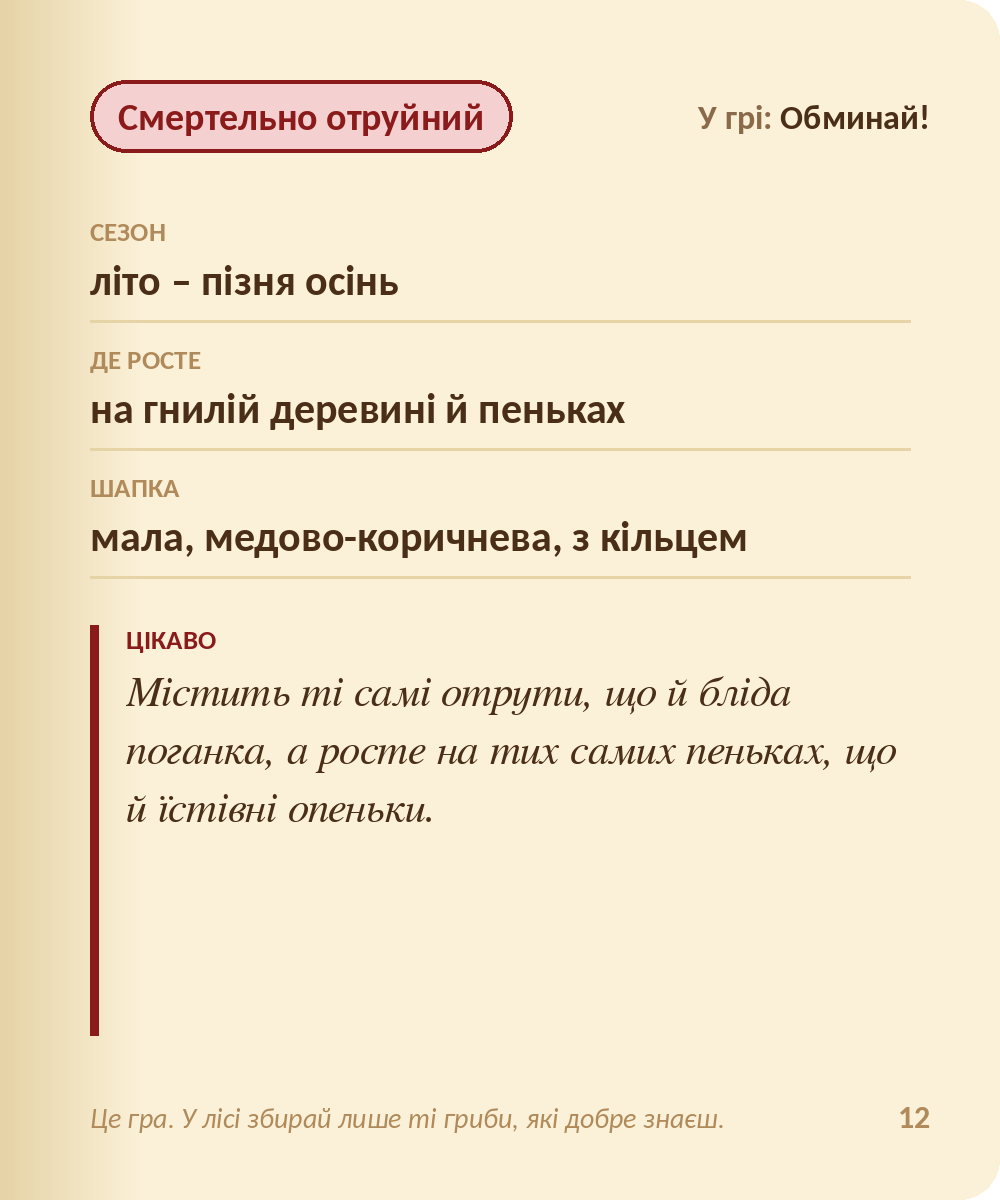 Смертельно отруйний
У грі: Обминай!
СЕЗОН
літо – пізня осінь
ДЕ РОСТЕ
на гнилій деревині й пеньках
ШАПКА
мала, медово-коричнева, з кільцем
ЦІКАВО
Містить ті самі отрути, що й бліда
поганка, а росте на тих самих пеньках, що
й їстівні опеньки.
Це гра. У лісі збирай лише ті гриби, які добре знаєш.
12